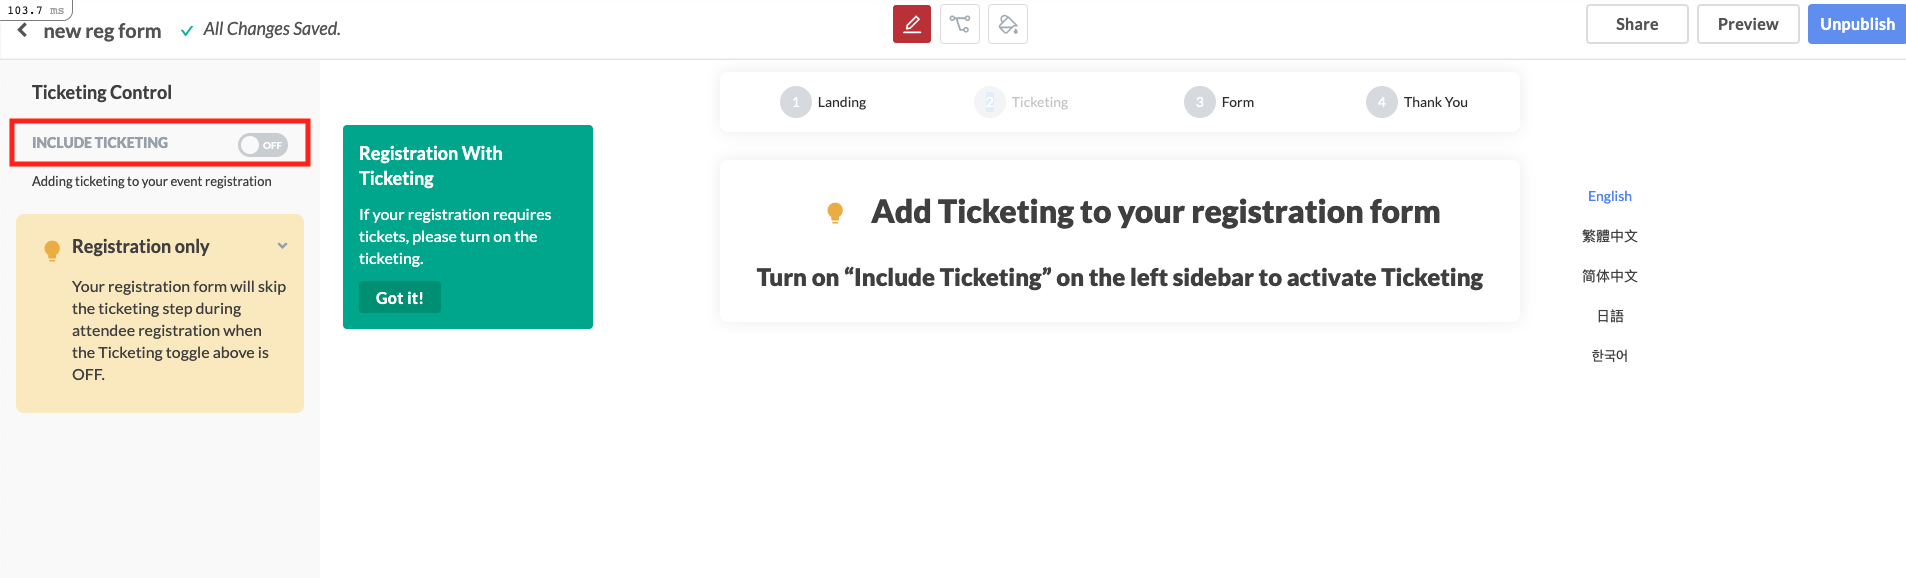 103.7 ms
new reg form
All Changes Saved.
Share
Preview
Unpublish
Ticketing Control
INCLUDE TICKETING
OFF
Adding ticketing to your event registration
Registration only
Your registration form will skip
the ticketing step during
attendee registration when
the Ticketing toggle above is
OFF.
Registration With
Ticketing
If your registration requires
tickets, please turn on the
ticketing.
Got it!
1 Landing
2 Ticketing
3 Form
4 Thank You
Add Ticketing to your registration form
Turn on “Include Ticketing” on the left sidebar to activate Ticketing
English
繁體中文
简体中文
日語
한국어